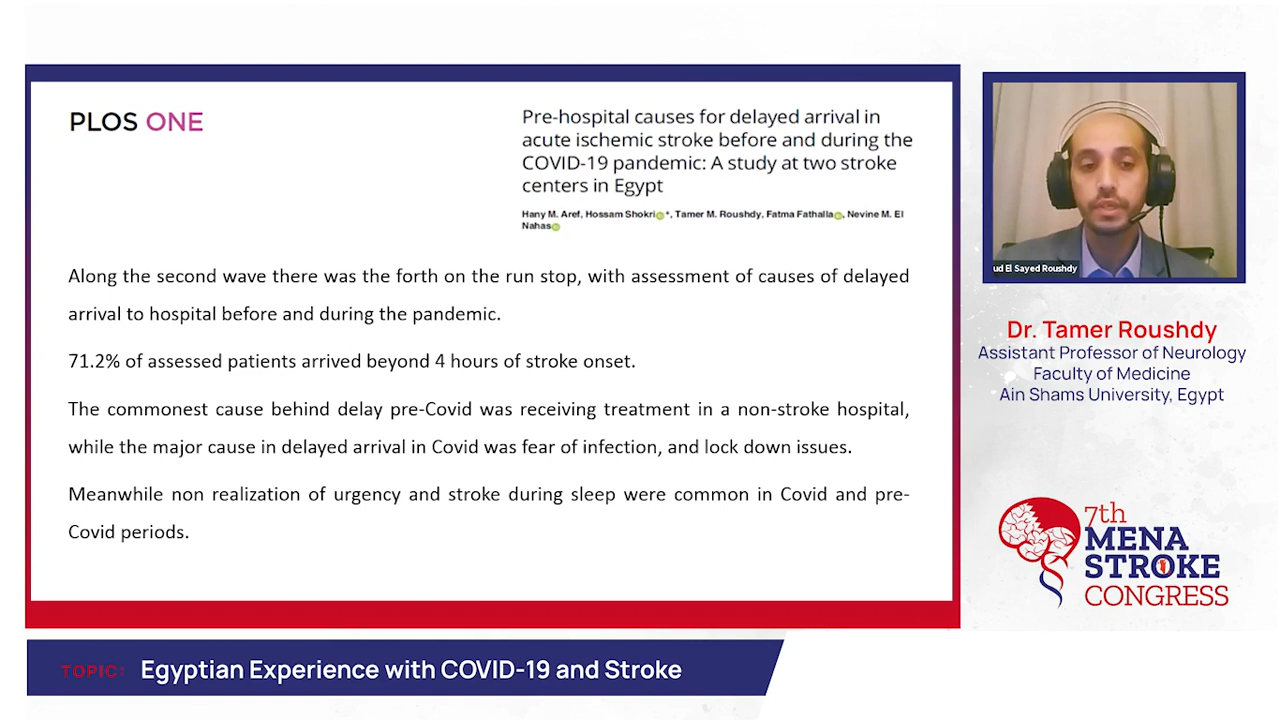 PLOS ONE
Pre-hospital causes for delayed arrival in
acute ischemic stroke before and during the
COVID-19 pandemic: A study at two stroke
centers in Egypt
Hany M. Aref, Hossam Shokri *, Tamer M. Roushdy, Fatma Fathalla , Nevine M. El
Nahas
Along the second wave there was the forth on the run stop, with assessment of causes of delayed
arrival to hospital before and during the pandemic.
71.2% of assessed patients arrived beyond 4 hours of stroke onset.
The commonest cause behind delay pre-Covid was receiving treatment in a non-stroke hospital,
while the major cause in delayed arrival in Covid was fear of infection, and lock down issues.
Meanwhile non realization of urgency and stroke during sleep were common in Covid and pre-
Covid periods.
ud El Sayed Roushdy
Dr. Tamer Roushdy
Assistant Professor of Neurology
Faculty of Medicine
Ain Shams University, Egypt
7th
MENA
STROKE
CONGRESS
TOPIC: Egyptian Experience with COVID-19 and Stroke